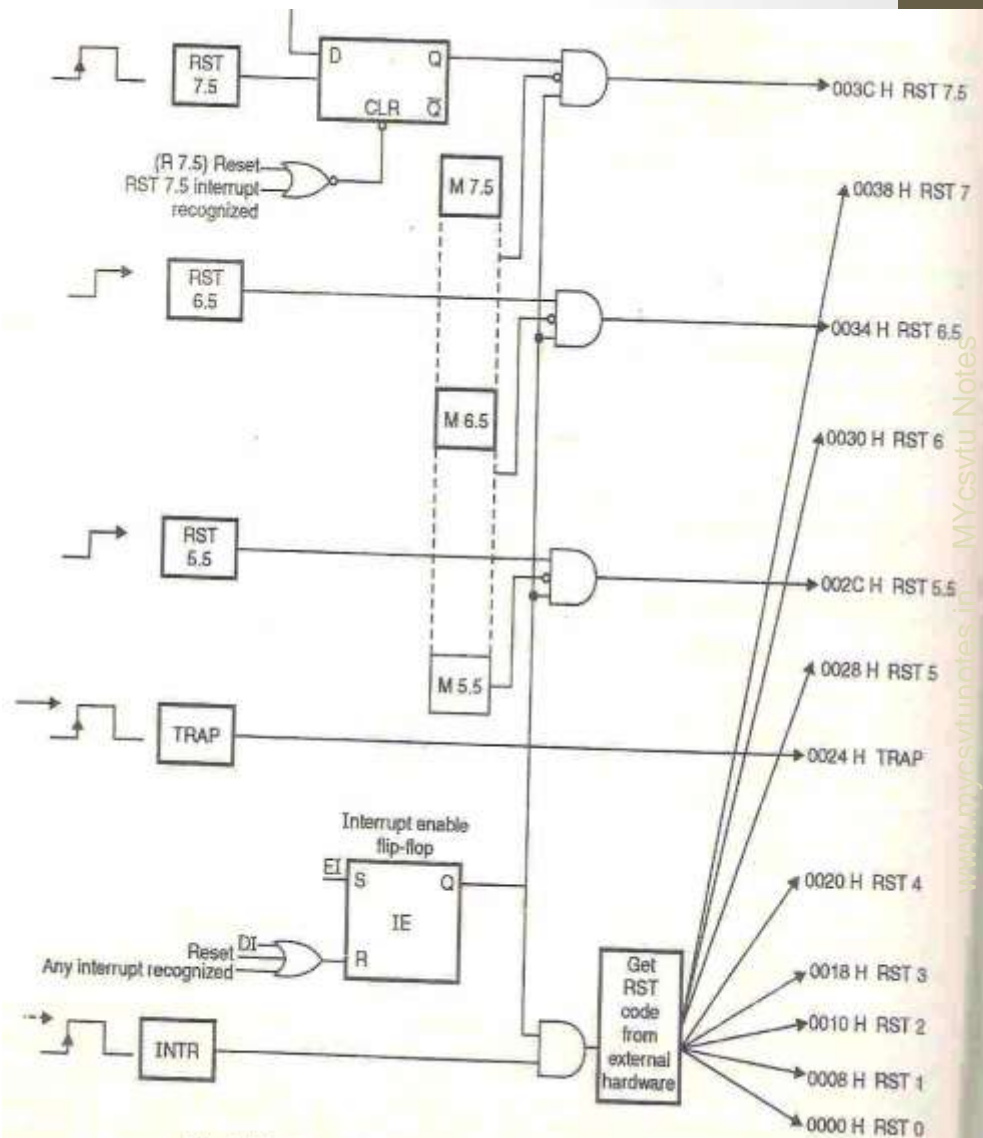 RST
7.5
D
Q
CLR
Q̅
003C H RST 7.5
(R 7.5) Reset
RST 7.5 interrupt
recognized
M 7.5
0038 H RST 7
RST
6.5
0034 H RST 6.5
M 6.5
0030 H RST 6
RST
5.5
002C H RST 5.5
M 5.5
0028 H RST 5
TRAP
0024 H TRAP
Interrupt enable
flip-flop
EI
S
Q
IE
R
0020 H RST 4
DI
Reset
Any interrupt recognized
Get
RST
code
from
external
hardware
0018 H RST 3
0010 H RST 2
INTR
0008 H RST 1
0000 H RST 0
www.mycsvtunotes.in MYcsvtu Notes